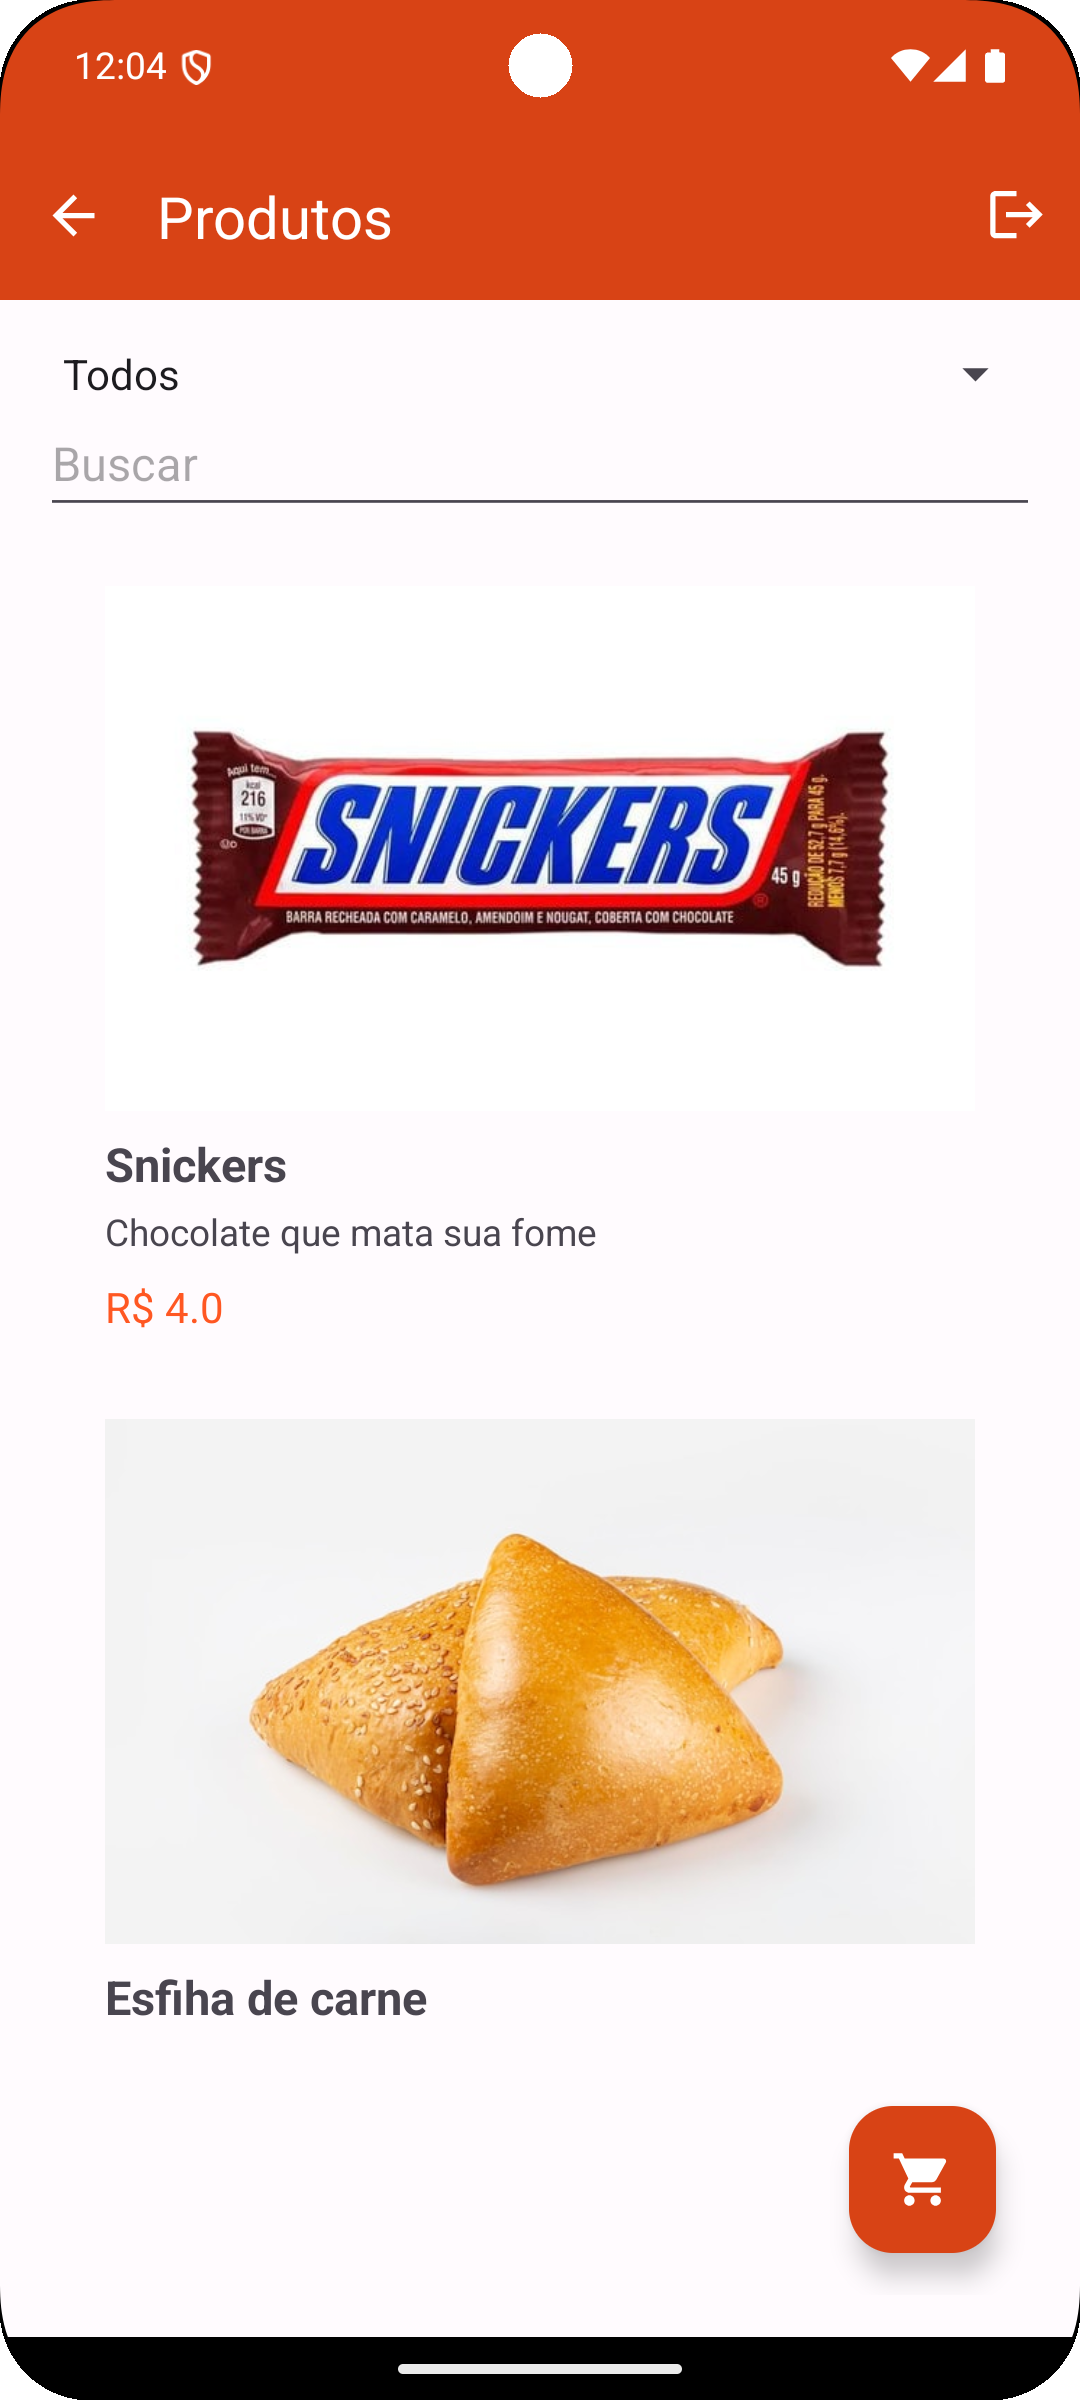 12:04
Produtos
Todos
Buscar
Aqui tem...
kcal
216
11% VD*
POR BARRA
SNICKERS
45 g
REDUÇÃO DE 52,7 g PARA 45 g.
MENOS 7,7 g (14,6%).
BARRA RECHEADA COM CARAMELO, AMENDOIM E NOUGAT, COBERTA COM CHOCOLATE
Snickers
Chocolate que mata sua fome
R$ 4.0
Esfiha de carne